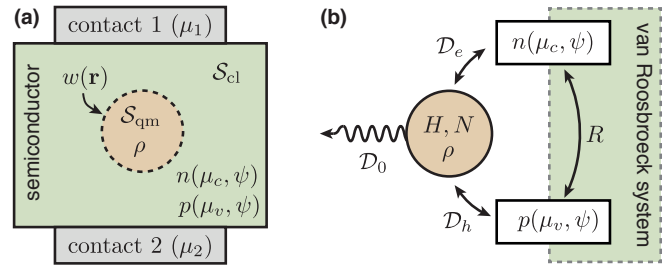 (a)
contact 1 (μ₁)
semiconductor
𝒮cl
w(r)
𝒮qm
ρ
n(μc, ψ)
p(μv, ψ)
contact 2 (μ₂)
(b)
𝒟e
n(μc, ψ)
H, N
ρ
𝒟0
R
𝒟h
p(μv, ψ)
van Roosbroeck system